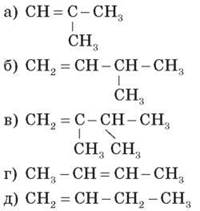 а) CH=C–CH₃
CH₃
б) CH₂=CH–CH–CH₃
CH₃
в) CH₂=C–CH–CH₃
CH₃ CH₃
г) CH₃–CH=CH–CH₃
д) CH₂=CH–CH₂–CH₃